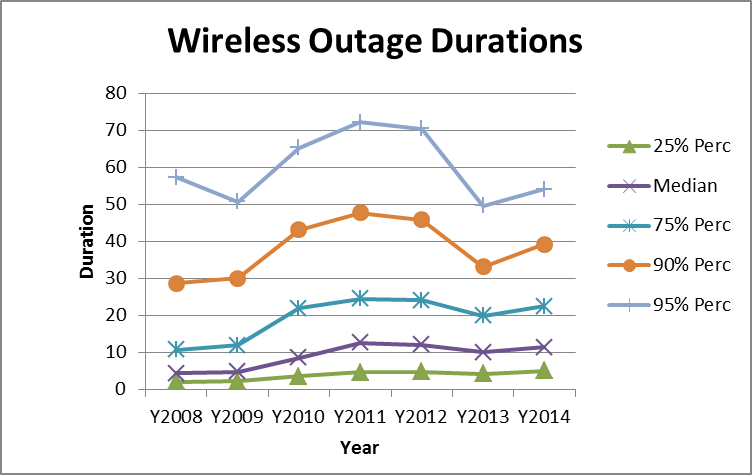 Wireless Outage Durations
80
70
60
50
40
30
20
10
0
Duration
Y2008 Y2009 Y2010 Y2011 Y2012 Y2013 Y2014
Year
25% Perc
Median
75% Perc
90% Perc
95% Perc